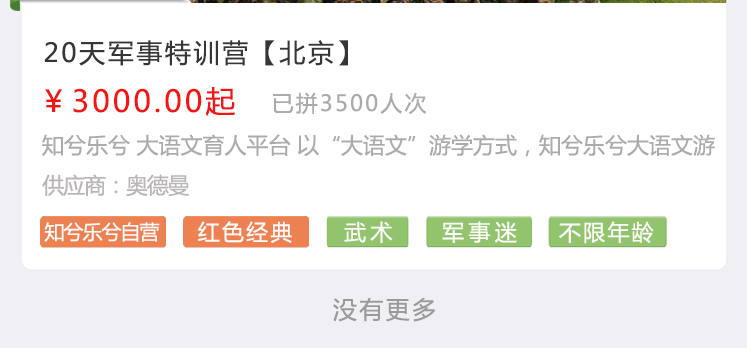 20天军事特训营【北京】
￥3000.00起 已拼3500人次
知兮乐兮 大语文育人平台 以“大语文”游学方式，知兮乐兮大语文游
供应商：奥德曼
知兮乐兮自营 红色经典 武术 军事迷 不限年龄
没有更多